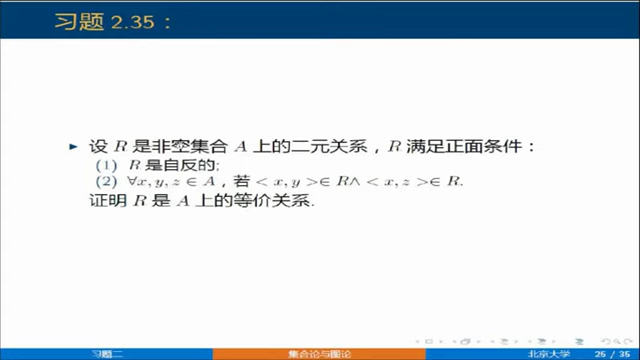 习题 2.35：
设 R 是非空集合 A 上的二元关系，R 满足正面条件：
(1) R 是自反的;
(2) ∀x, y, z ∈ A，若 < x, y >∈ R∧ < x, z >∈ R.
证明 R 是 A 上的等价关系.
习题二 集合论与图论 北京大学 25 / 35